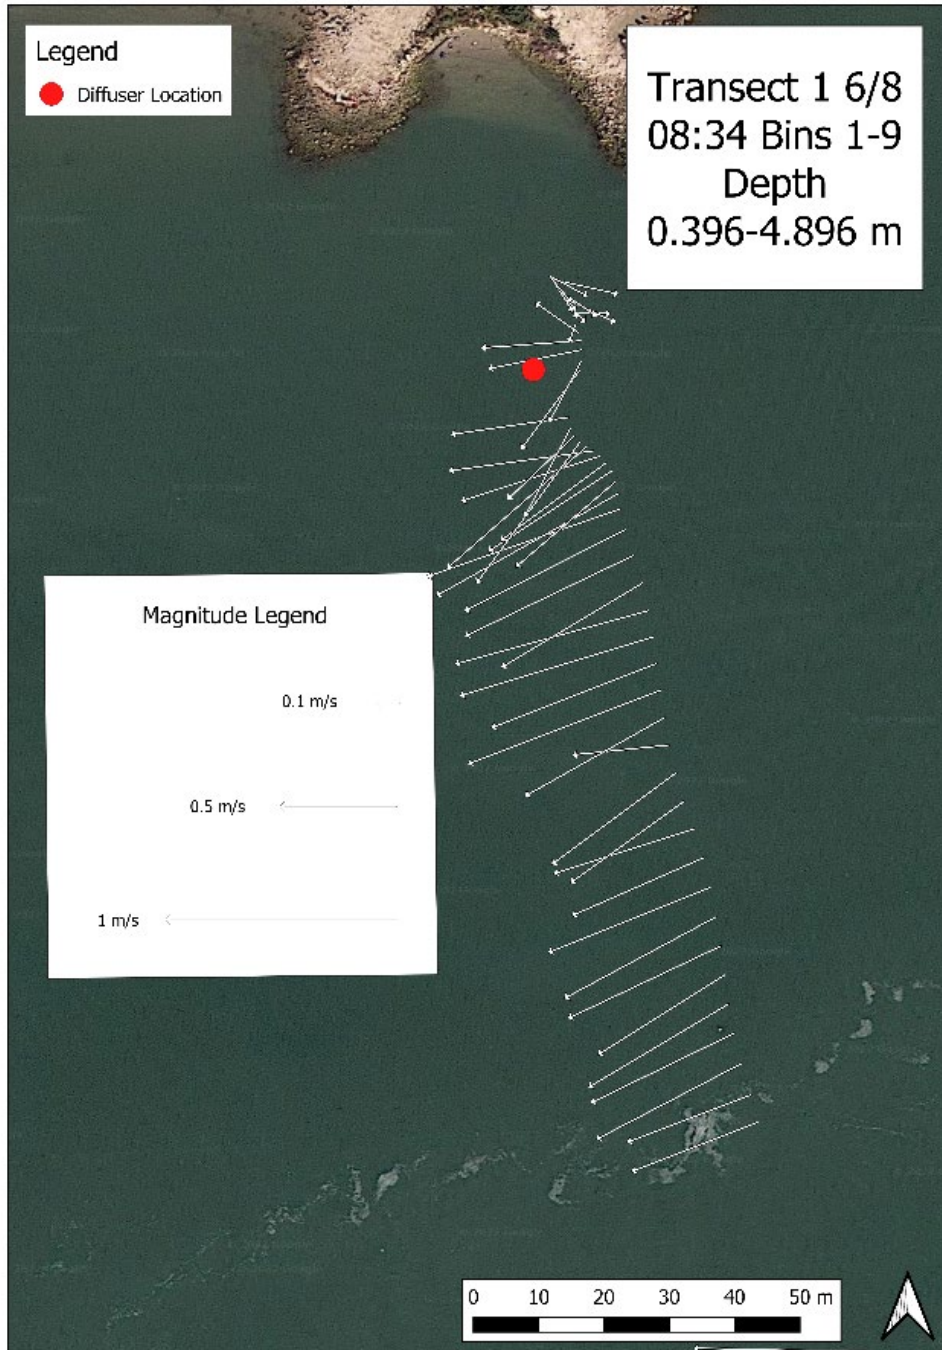 Legend
Diffuser Location
Transect 1 6/8
08:34 Bins 1-9
Depth
0.396-4.896 m
Magnitude Legend
0.1 m/s
0.5 m/s
1 m/s
0 10 20 30 40 50 m